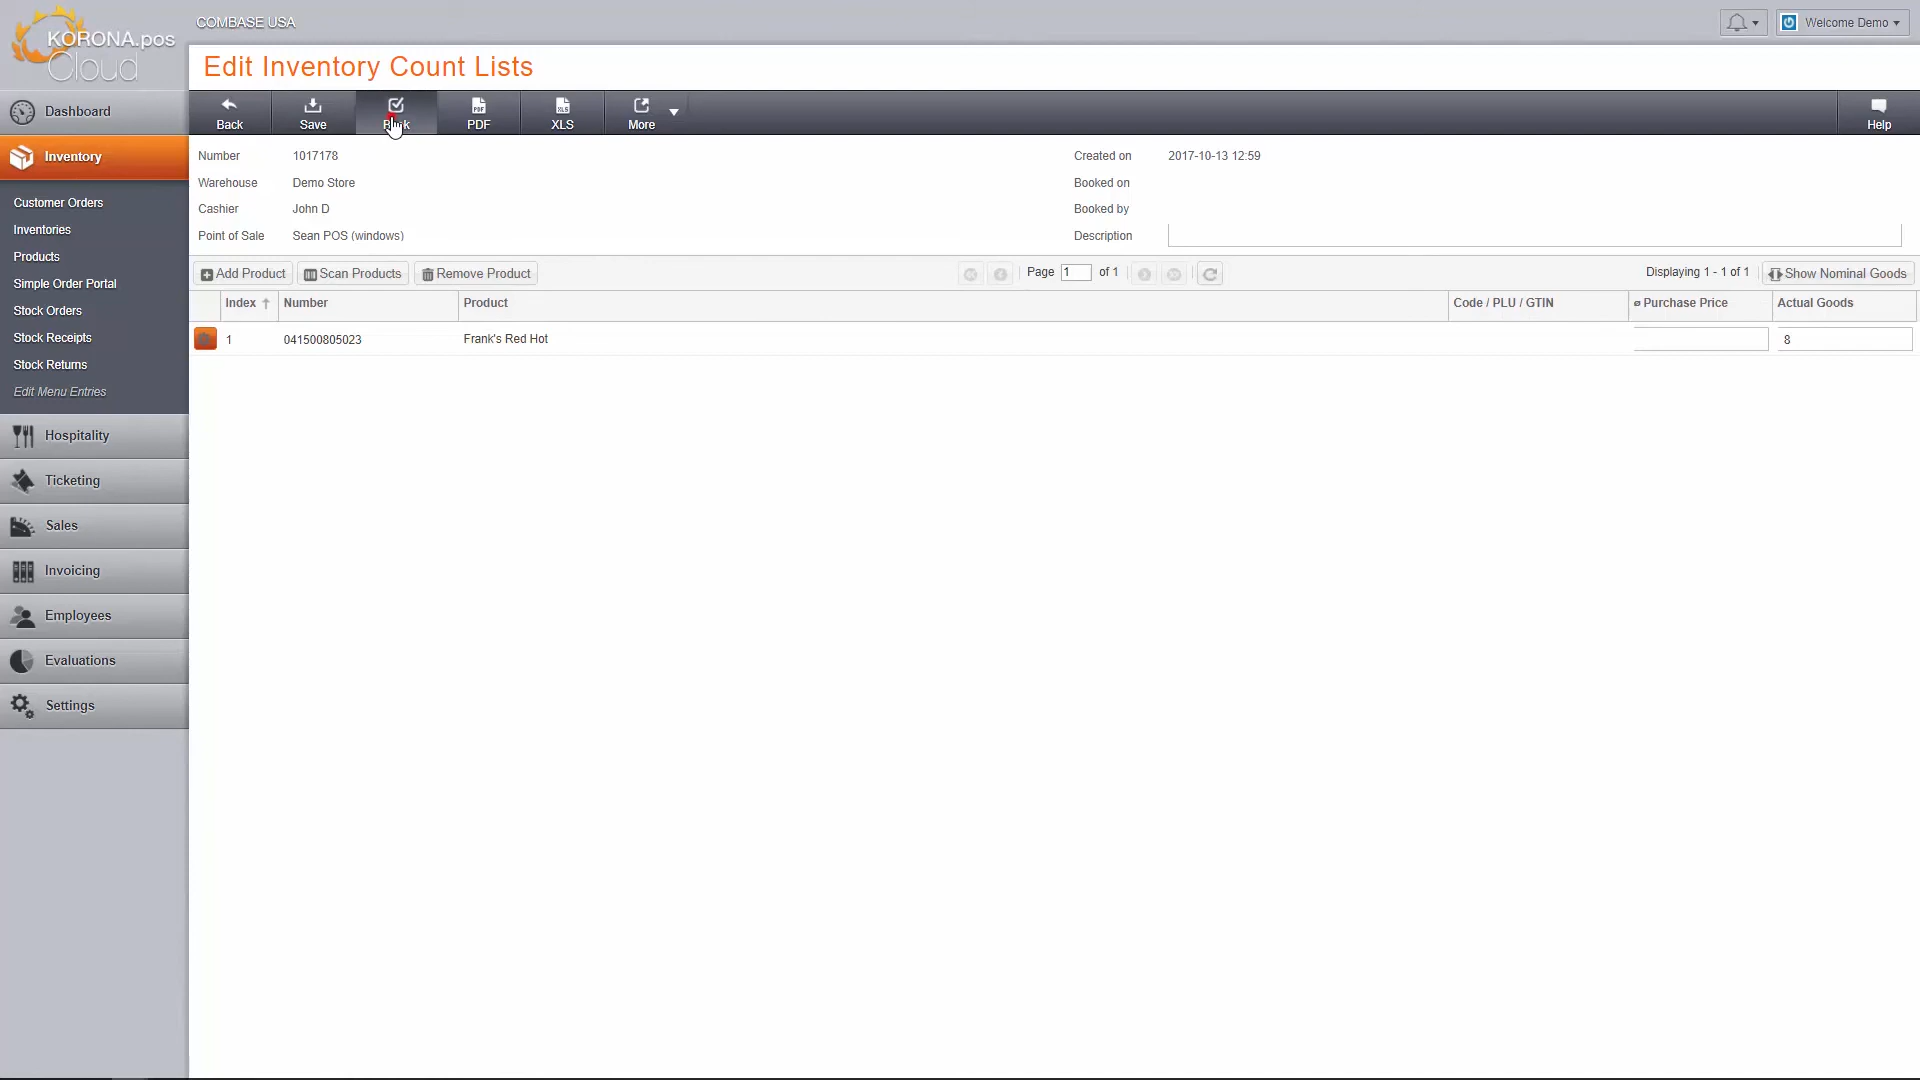 KORONA.pos
Cloud
COMBASE USA
Welcome Demo
Edit Inventory Count Lists
Back
Save
PDF
XLS
More
Help
Dashboard
Inventory
Customer Orders
Inventories
Products
Simple Order Portal
Stock Orders
Stock Receipts
Stock Returns
Edit Menu Entries
Hospitality
Ticketing
Sales
Invoicing
Employees
Evaluations
Settings
Number 1017178
Warehouse Demo Store
Cashier John D
Point of Sale Sean POS (windows)
Created on 2017-10-13 12:59
Booked on
Booked by
Description
Add Product Scan Products Remove Product Page 1 of 1 Displaying 1 - 1 of 1 Show Nominal Goods
Index Number Product Code / PLU / GTIN ø Purchase Price Actual Goods
1 041500805023 Frank's Red Hot 8